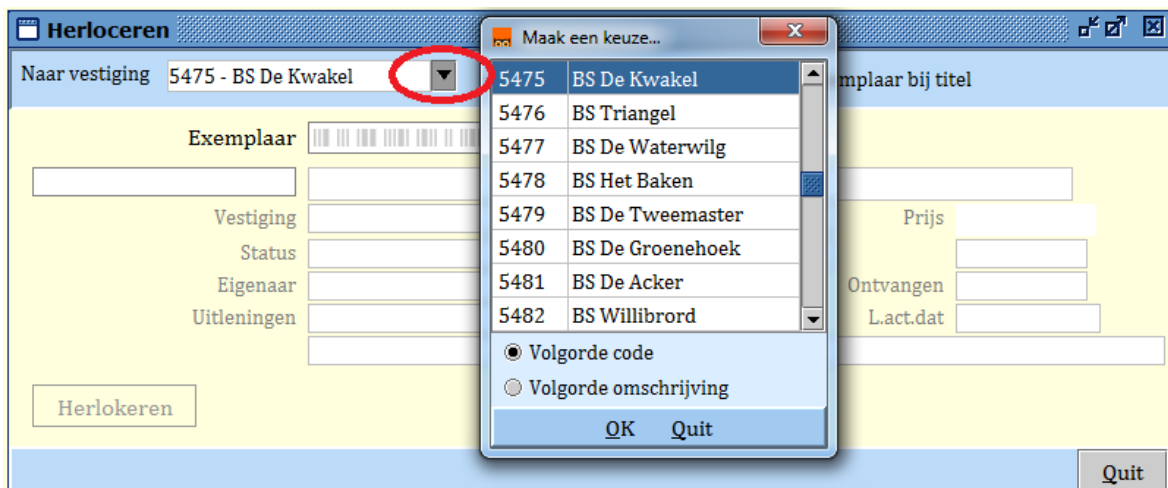 Herloceren
Naar vestiging 5475 - BS De Kwakel
mplaar bij titel
Exemplaar
Vestiging
Status
Eigenaar
Uitleningen
Prijs
Ontvangen
L.act.dat
Herlokeren
Quit
Maak een keuze...
5475 BS De Kwakel
5476 BS Triangel
5477 BS De Waterwilg
5478 BS Het Baken
5479 BS De Tweemaster
5480 BS De Groenehoek
5481 BS De Acker
5482 BS Willibrord
Volgorde code
Volgorde omschrijving
OK Quit